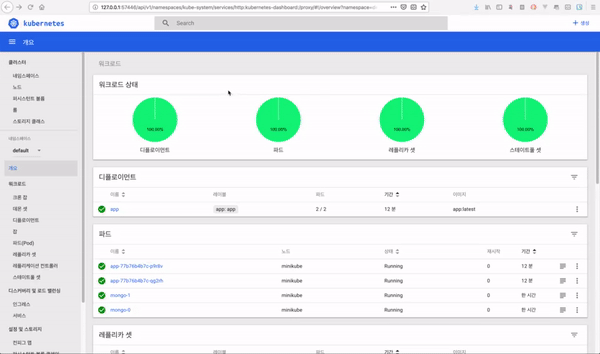 127.0.0.1:57446/api/v1/namespaces/kube-system/services/http:kubernetes-dashboard:/proxy/#!/overview?namespace=d
kubernetes
Search
+ 생성
개요
클러스터
네임스페이스
노드
퍼시스턴트 볼륨
롤
스토리지 클래스
네임스페이스
default
개요
워크로드
크론 잡
데몬 셋
디플로이먼트
잡
파드(Pod)
레플리카 셋
레플리케이션 컨트롤러
스테이트풀 셋
디스커버리 및 로드 밸런싱
인그레스
서비스
설정 및 스토리지
컨피그 맵
워크로드
워크로드 상태
100.00% 100.00% 100.00% 100.00%
디플로이먼트 파드 레플리카 셋 스테이트풀 셋
디플로이먼트
이름 레이블 파드 기간 이미지
app app: app 2 / 2 12 분 app:latest
파드
이름 노드 상태 재시작 기간
minikube Running 0 12 분
minikube Running 0 12 분
mongo-1 minikube Running 0 한 시간
mongo-0 minikube Running 0 한 시간
레플리카 셋